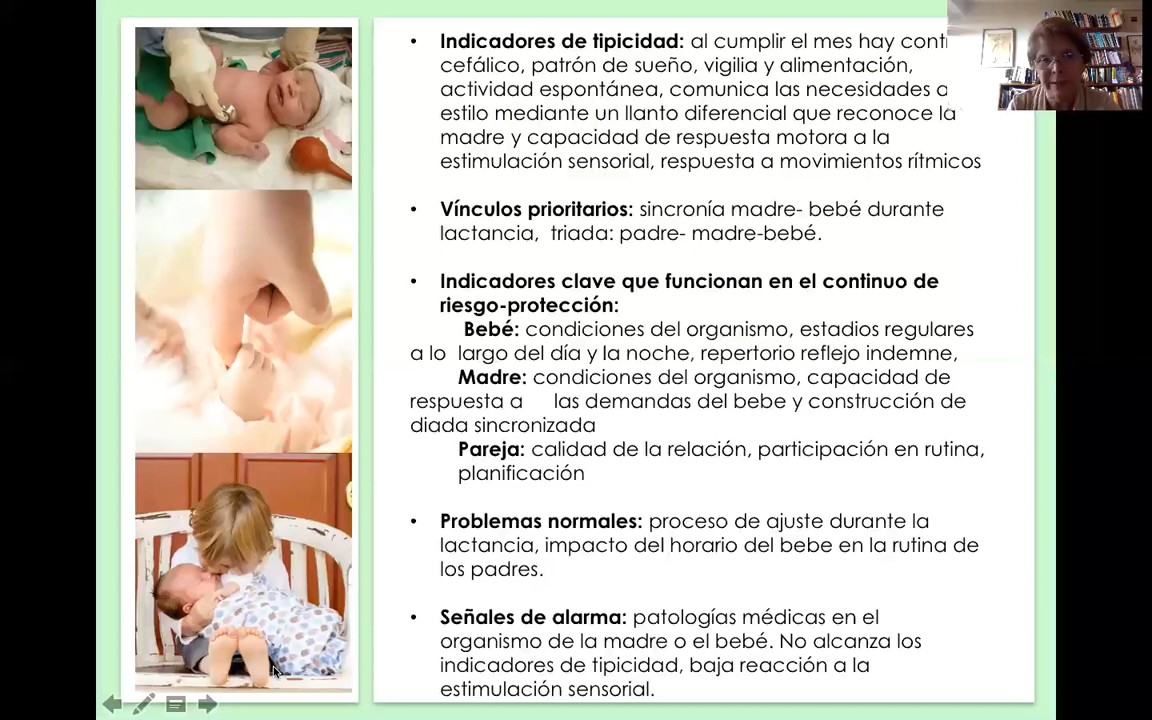 • Indicadores de tipicidad: al cumplir el mes hay
cefálico, patrón de sueño, vigilia y alimentación,
actividad espontánea, comunica las necesidades
estilo mediante un llanto diferencial que reconoce la
madre y capacidad de respuesta motora a la
estimulación sensorial, respuesta a movimientos rítmicos
• Vínculos prioritarios: sincronía madre- bebé durante
lactancia, triada: padre- madre-bebé.
• Indicadores clave que funcionan en el continuo de
riesgo-protección:
Bebé: condiciones del organismo, estadios regulares
a lo largo del día y la noche, repertorio reflejo indemne,
Madre: condiciones del organismo, capacidad de
respuesta a las demandas del bebe y construcción de
diada sincronizada
Pareja: calidad de la relación, participación en rutina,
planificación
• Problemas normales: proceso de ajuste durante la
lactancia, impacto del horario del bebe en la rutina de
los padres.
• Señales de alarma: patologías médicas en el
organismo de la madre o el bebé. No alcanza los
indicadores de tipicidad, baja reacción a la
estimulación sensorial.